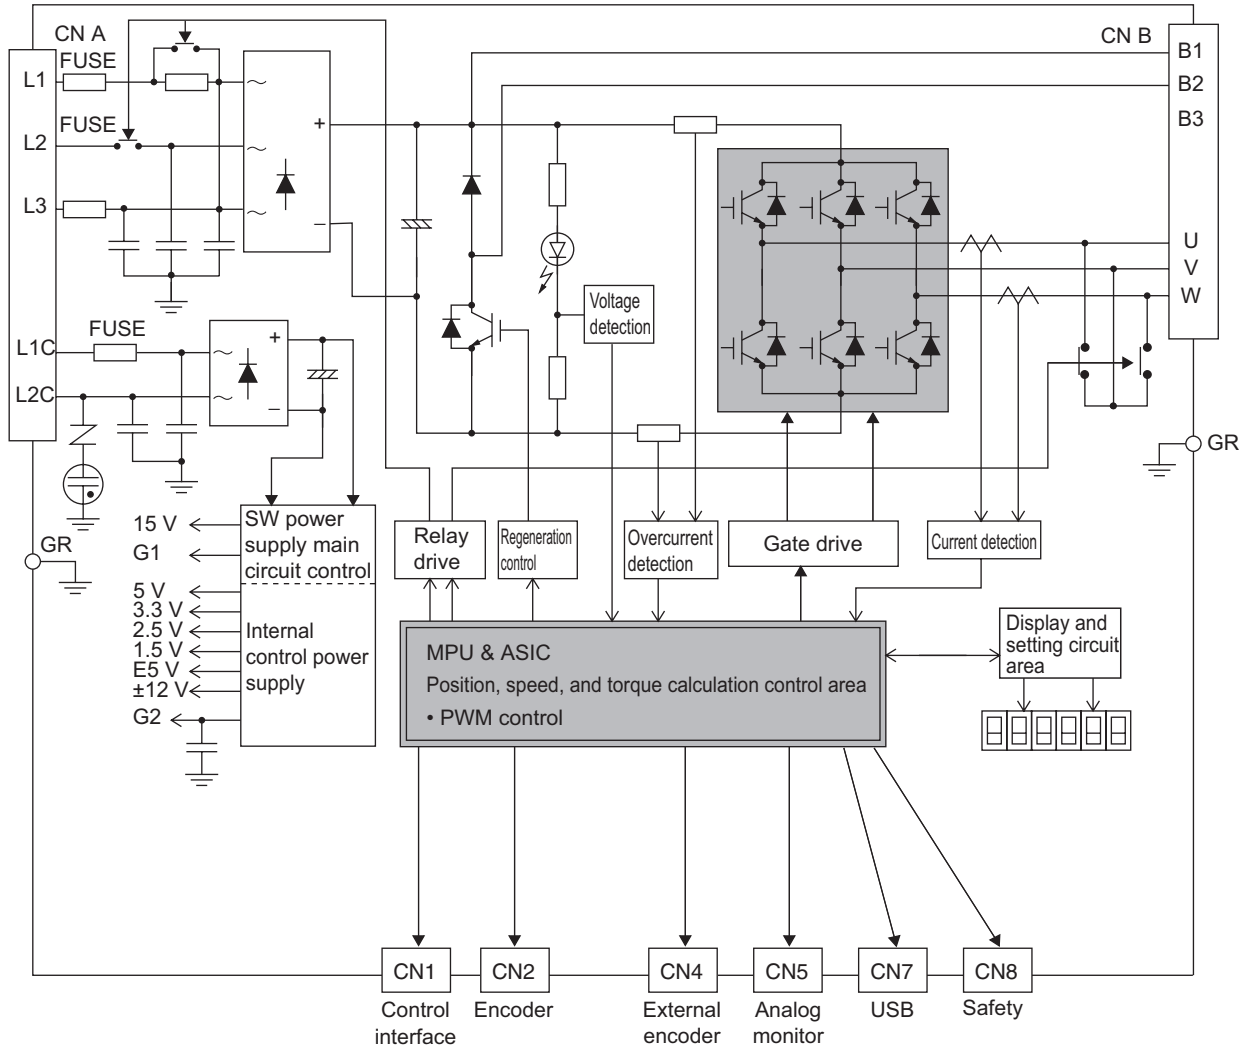 CN A
CN B
FUSE
L1
FUSE
L2
L3
+
−
B1
B2
B3
U
V
W
Voltage
detection
FUSE
L1C
L2C
+
−
GR
GR
15 V
G1
5 V
3.3 V
2.5 V
1.5 V
E5 V
±12 V
G2
SW power
supply main
circuit control
Internal
control power
supply
Relay
drive
Regeneration
control
Overcurrent
detection
Gate drive
Current detection
MPU & ASIC
Position, speed, and torque calculation control area
• PWM control
Display and
setting circuit
area
CN1
CN2
CN4
CN5
CN7
CN8
Control
interface
Encoder
External
encoder
Analog
monitor
USB
Safety